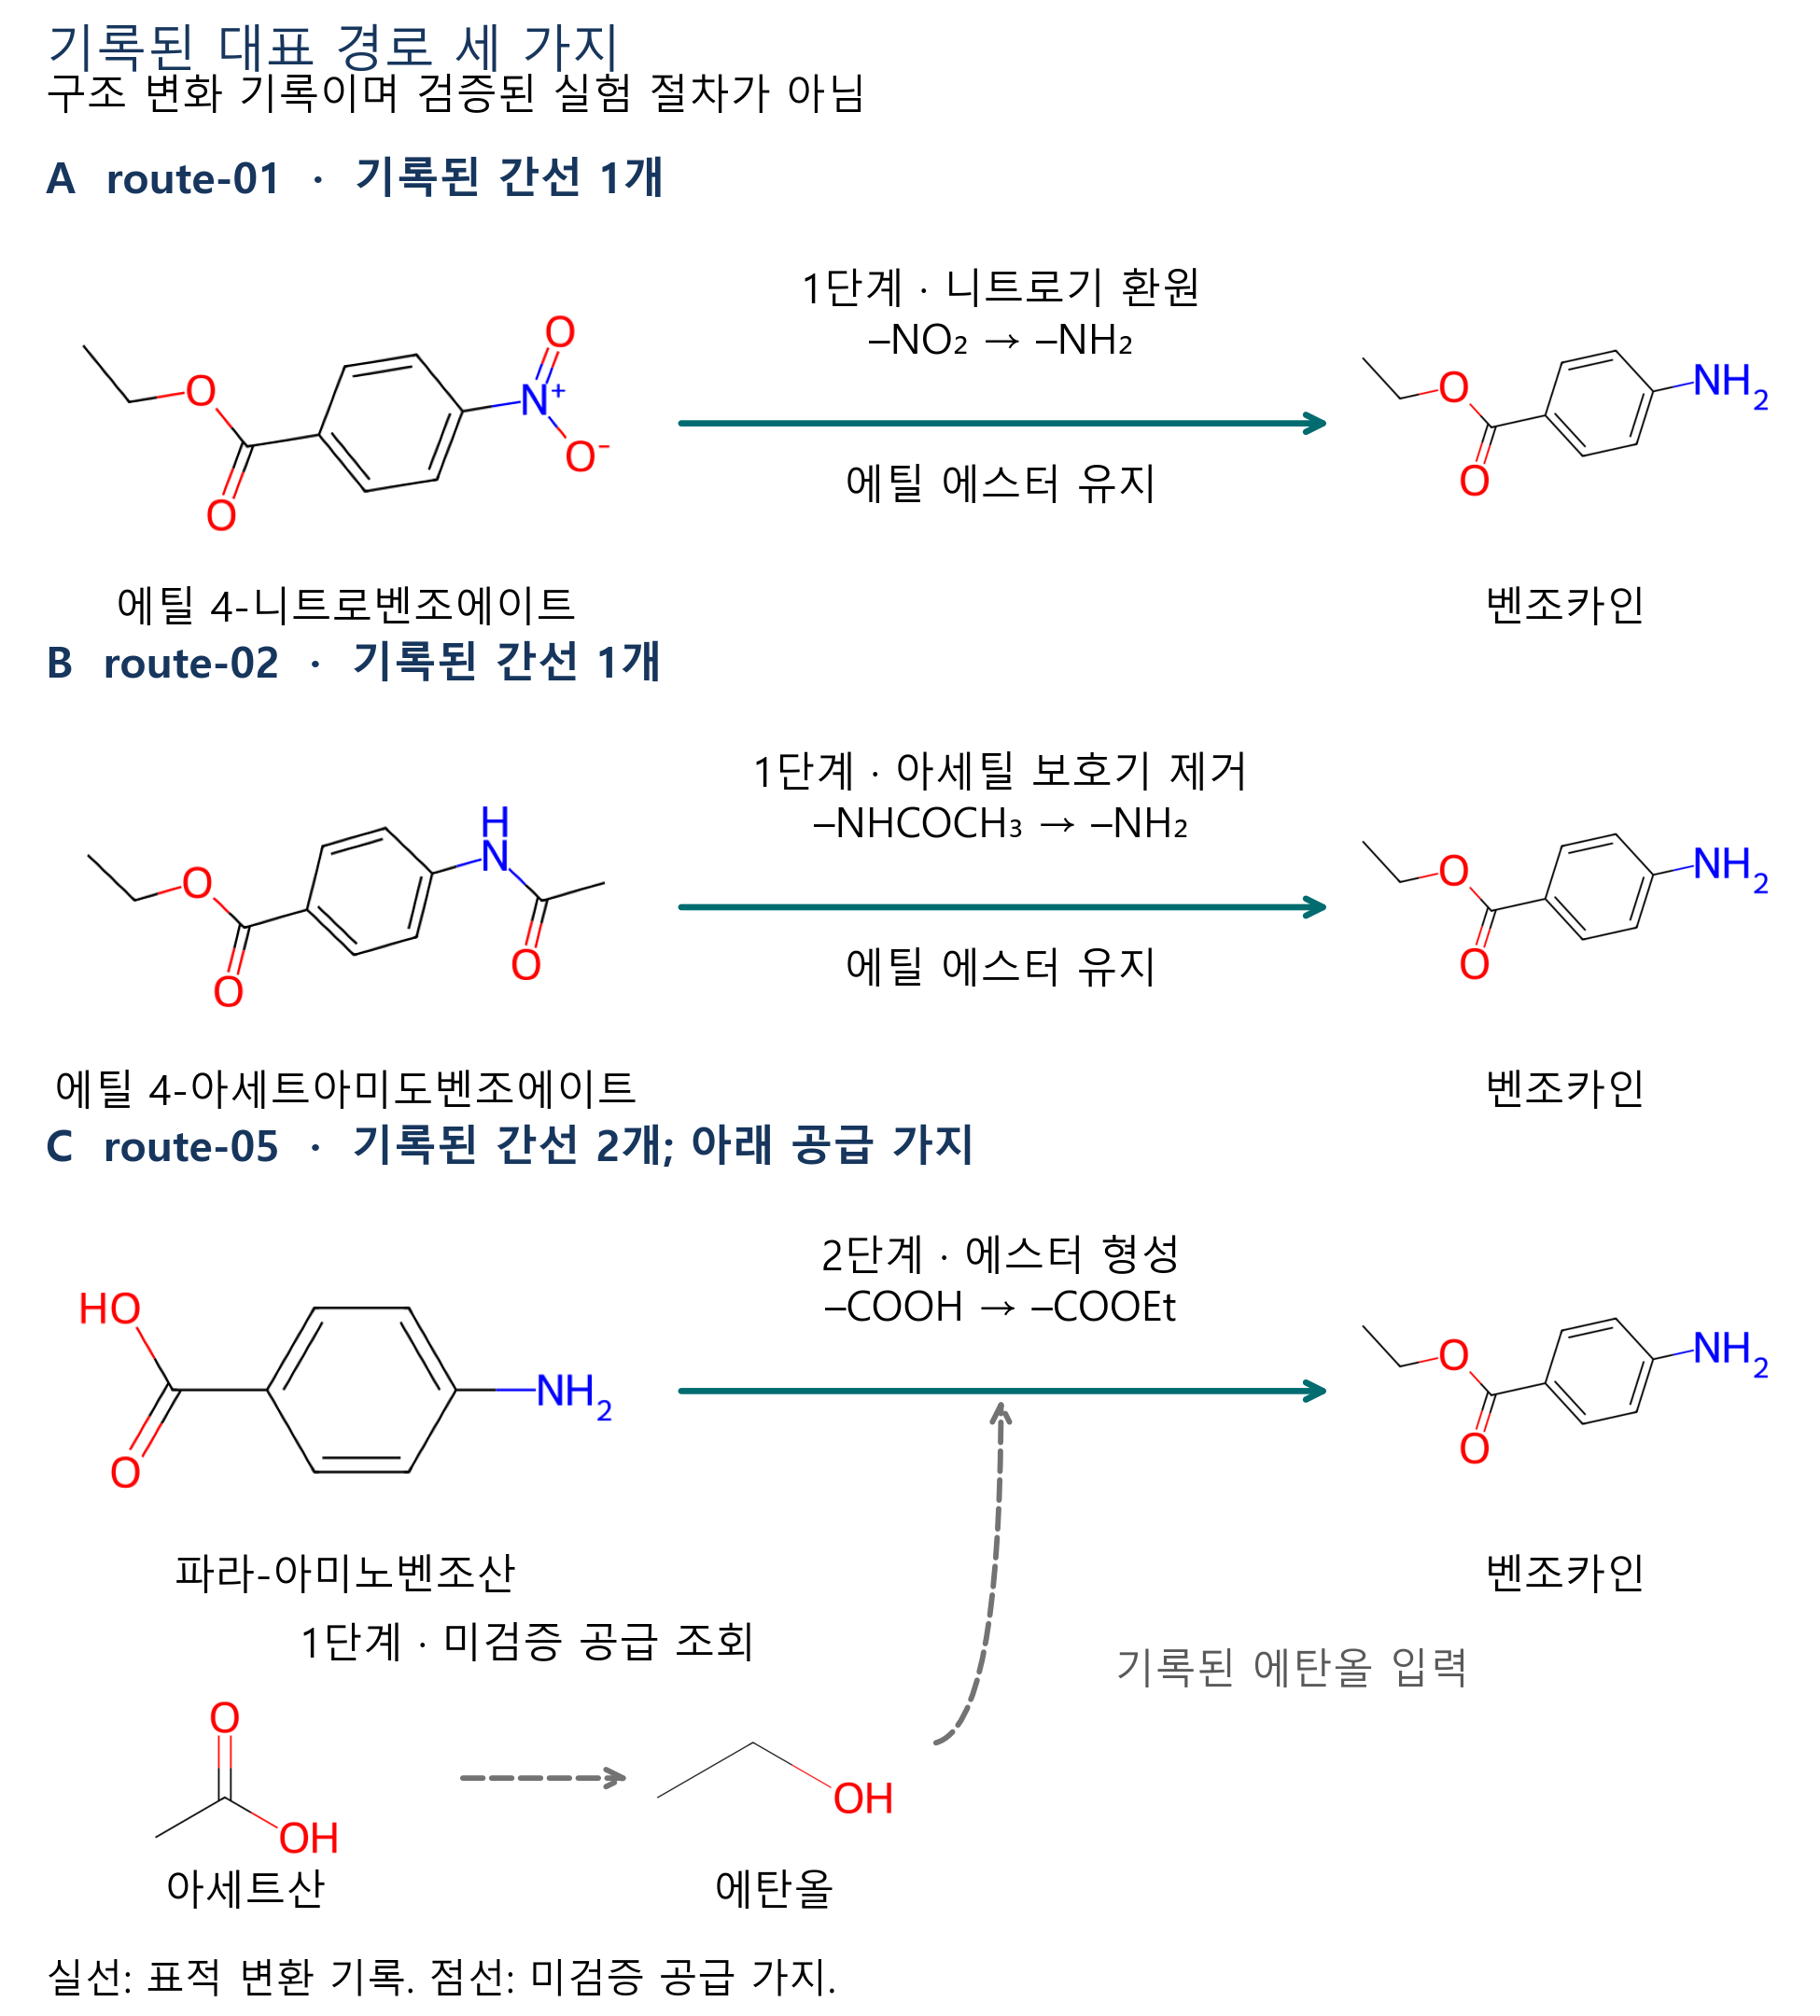 기록된 대표 경로 세 가지
구조 변화 기록이며 검증된 실험 절차가 아님
A route-01 · 기록된 간선 1개
1단계 · 니트로기 환원
–NO₂ → –NH₂
O
O
N⁺
O⁻
O
에틸 에스터 유지
O
NH₂
O
에틸 4-니트로벤조에이트
벤조카인
B route-02 · 기록된 간선 1개
1단계 · 아세틸 보호기 제거
–NHCOCH₃ → –NH₂
H
N
O
O
O
에틸 에스터 유지
O
NH₂
O
에틸 4-아세트아미도벤조에이트
벤조카인
C route-05 · 기록된 간선 2개; 아래 공급 가지
2단계 · 에스터 형성
–COOH → –COOEt
HO
NH₂
O
O
NH₂
O
파라-아미노벤조산
벤조카인
1단계 · 미검증 공급 조회
기록된 에탄올 입력
O
OH
OH
아세트산
에탄올
실선: 표적 변환 기록. 점선: 미검증 공급 가지.